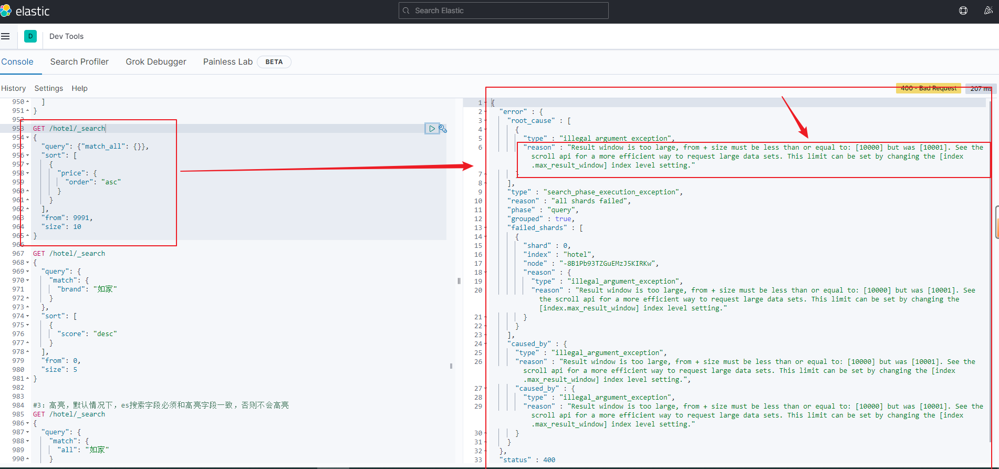 elastic
Search Elastic
D
Dev Tools
Console
Search Profiler
Grok Debugger
Painless Lab
BETA
History
Settings
Help
400 - Bad Request
207 ms
950 ]
951 }
952
953 GET /hotel/_search
954 {
955 "query": {"match_all": {}},
956 "sort": [
957 {
958 "price": {
959 "order": "asc"
960 }
961 }
962 ],
963 "from": 9991,
964 "size": 10
965 }
966
967 GET /hotel/_search
968 {
969 "query": {
970 "match": {
971 "brand": "如家"
972 }
973 },
974 "sort": [
975 {
976 "score": "desc"
977 }
978 ],
979 "from": 0,
980 "size": 5
981 }
982
983
984 #3: 高亮，默认情况下，es搜索字段必须和高亮字段一致，否则不会高亮
985 GET /hotel/_search
986 {
987 "query": {
988 "match": {
989 "all": "如家"
990 }
1 {
2 "error" : {
3 "root_cause" : [
4 {
5 "type" : "illegal_argument_exception",
6 "reason" : "Result window is too large, from + size must be less than or equal to: [10000] but was [10001]. See the
scroll api for a more efficient way to request large data sets. This limit can be set by changing the [index
.max_result_window] index level setting."
7 }
8 ],
9 "type" : "search_phase_execution_exception",
10 "reason" : "all shards failed",
11 "phase" : "query",
12 "grouped" : true,
13 "failed_shards" : [
14 {
15 "shard" : 0,
16 "index" : "hotel",
17 "node" : "-8B1Pb93TZGuEMzJ5KIRKw",
18 "reason" : {
19 "type" : "illegal_argument_exception",
20 "reason" : "Result window is too large, from + size must be less than or equal to: [10000] but was [10001]. See
the scroll api for a more efficient way to request large data sets. This limit can be set by changing the
[index.max_result_window] index level setting."
21 }
22 }
23 ],
24 "caused_by" : {
25 "type" : "illegal_argument_exception",
26 "reason" : "Result window is too large, from + size must be less than or equal to: [10000] but was [10001]. See the
scroll api for a more efficient way to request large data sets. This limit can be set by changing the [index
.max_result_window] index level setting.",
27 "caused_by" : {
28 "type" : "illegal_argument_exception",
29 "reason" : "Result window is too large, from + size must be less than or equal to: [10000] but was [10001]. See the
scroll api for a more efficient way to request large data sets. This limit can be set by changing the [index
.max_result_window] index level setting."
30 }
31 }
32 },
33 "status" : 400